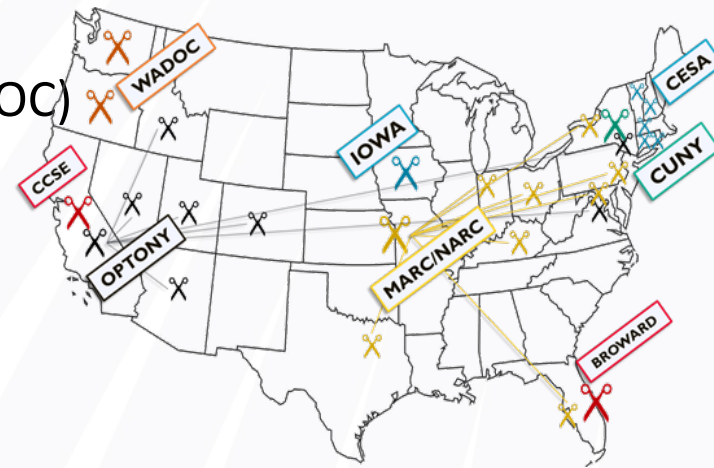 OC)
WADOC
CESA
IOWA
CCSE
CUNY
OPTONY
MARC/NARC
BROWARD